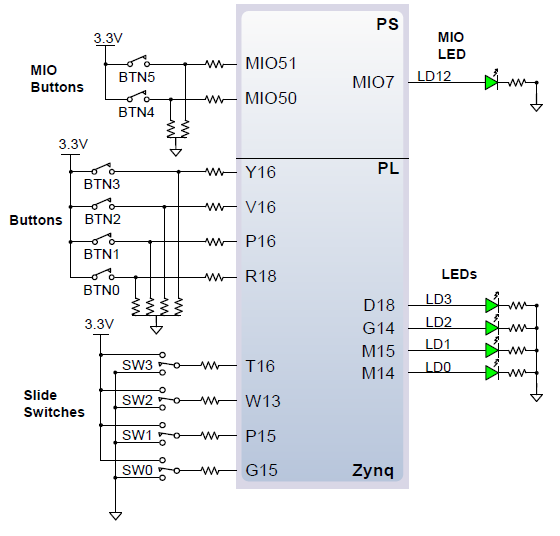 PS
3.3V
MIO
LED
MIO
Buttons
BTN5
MIO51
MIO7
LD12
BTN4
MIO50
3.3V
PL
Buttons
BTN3
Y16
BTN2
V16
BTN1
P16
BTN0
R18
LEDs
D18
LD3
G14
LD2
M15
LD1
M14
LD0
3.3V
Slide
Switches
SW3
T16
SW2
W13
SW1
P15
SW0
G15
Zynq